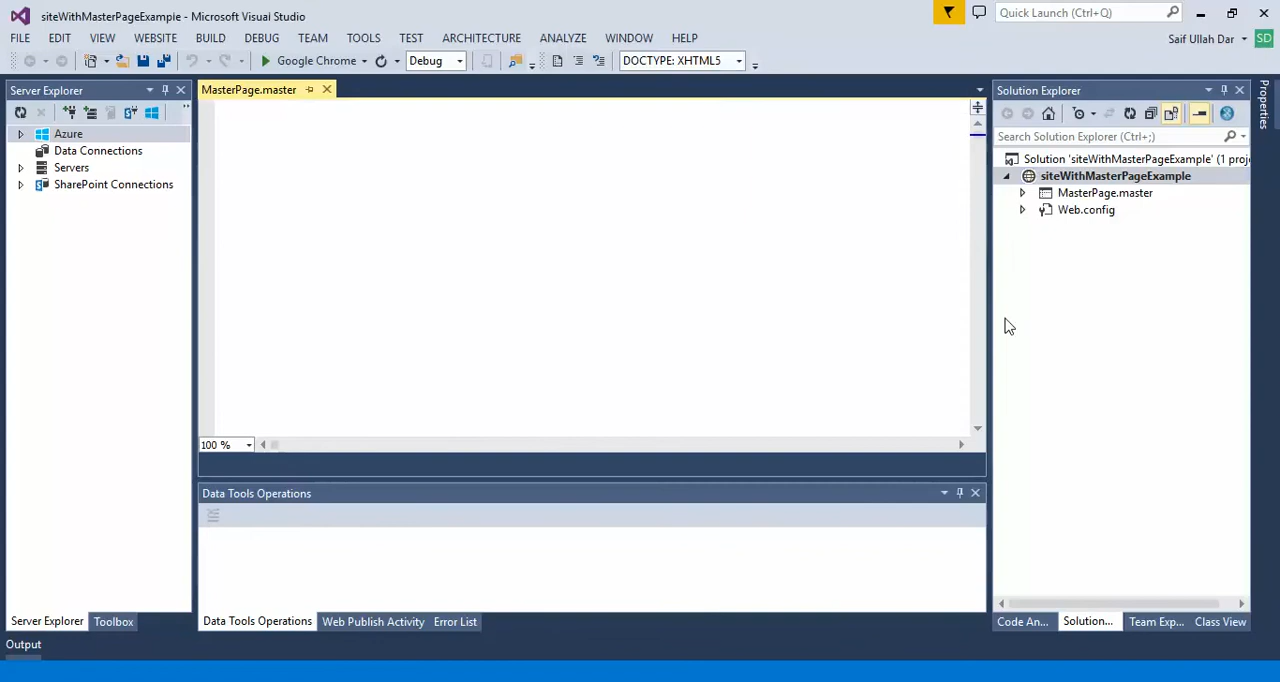 siteWithMasterPageExample - Microsoft Visual Studio
Quick Launch (Ctrl+Q)
FILE EDIT VIEW WEBSITE BUILD DEBUG TEAM TOOLS TEST ARCHITECTURE ANALYZE WINDOW HELP
Saif Ullah Dar SD
Google Chrome Debug DOCTYPE: XHTML5
Server Explorer
Azure
Data Connections
Servers
SharePoint Connections
Server Explorer Toolbox
MasterPage.master
100 %
Data Tools Operations
Data Tools Operations Web Publish Activity Error List
Solution Explorer
Search Solution Explorer (Ctrl+;)
Solution 'siteWithMasterPageExample' (1 proj
siteWithMasterPageExample
MasterPage.master
Web.config
Code An... Solution... Team Exp... Class View
Properties
Output